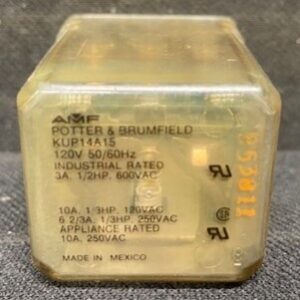 AMF
POTTER & BRUMFIELD
KUP14A15
120V 50/60Hz
INDUSTRIAL RATED
3A, 1/2HP, 600VAC
10A, 1/3HP, 120VAC
6 2/3A, 1/3HP, 250VAC
APPLIANCE RATED
10A, 250VAC
MADE IN MEXICO